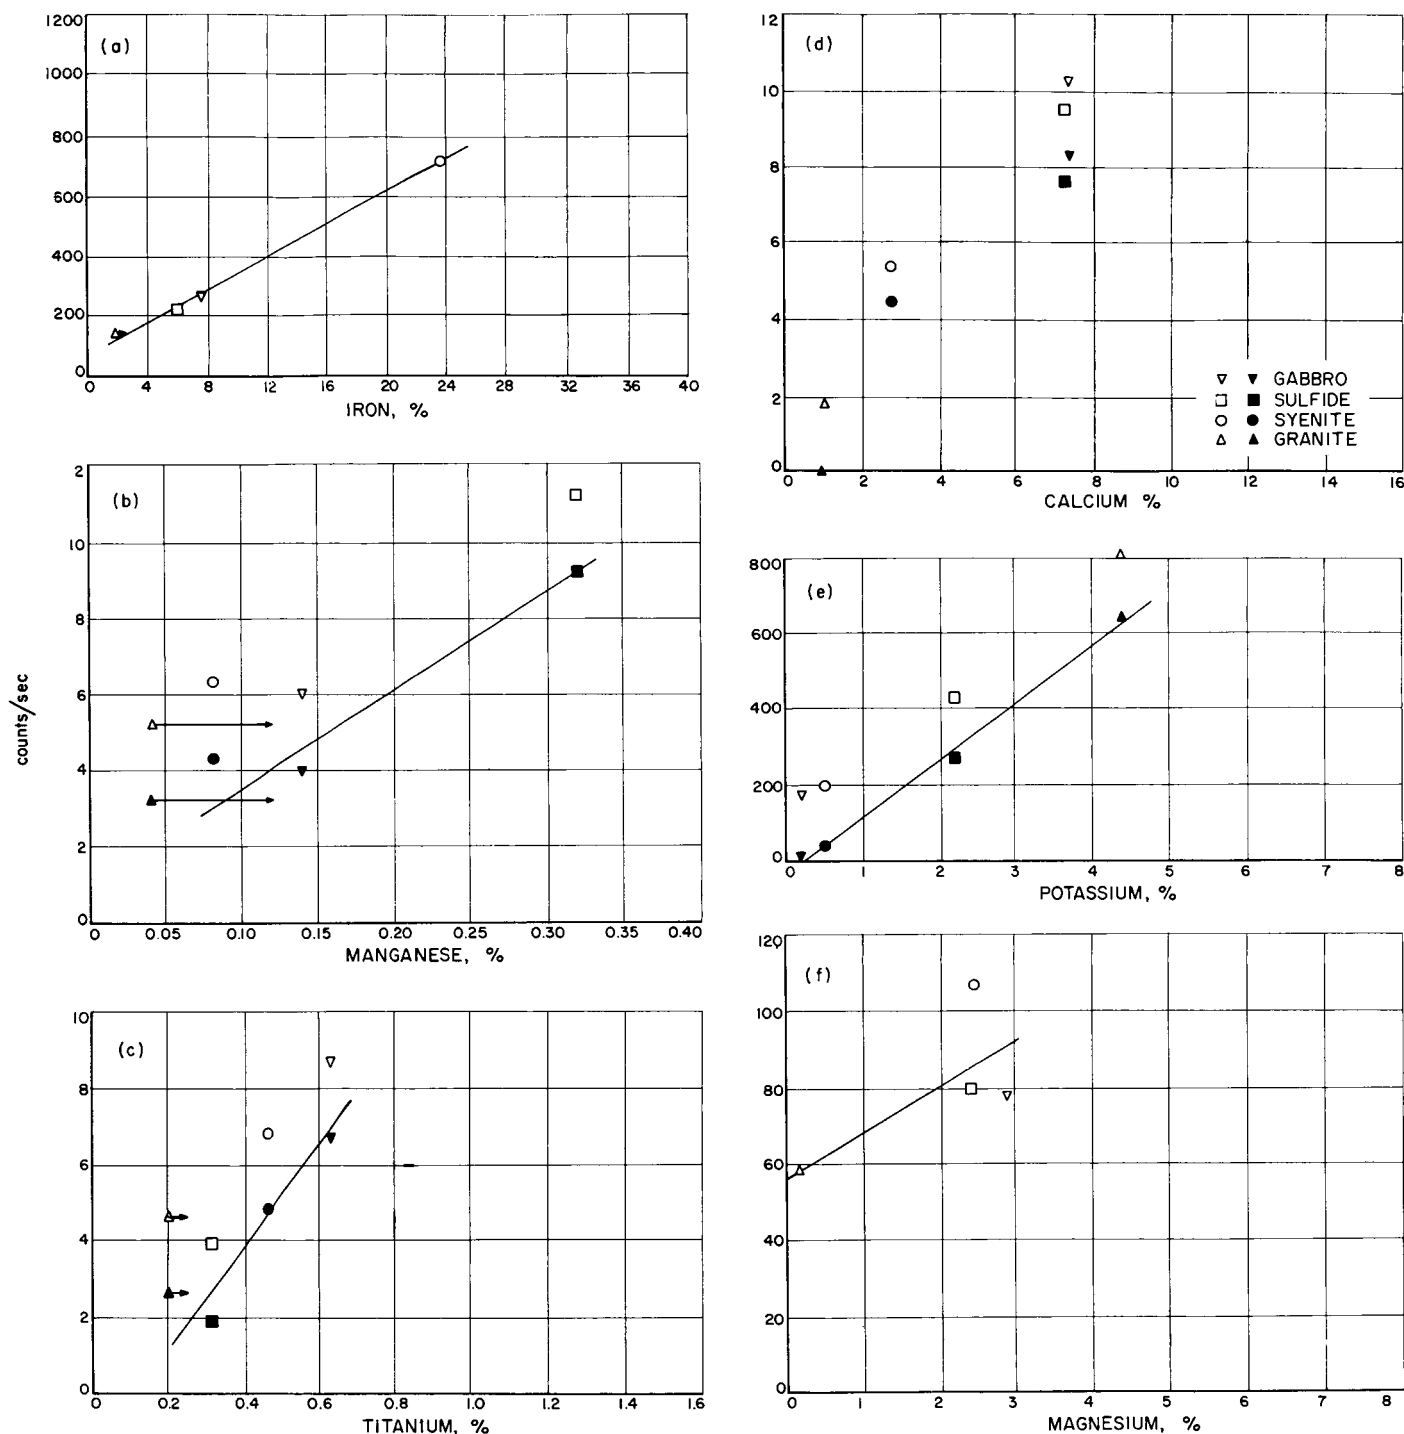 (a)
1200
1000
800
600
400
200
0
0 4 8 12 16 20 24 28 32 36 40
IRON, %
(b)
2
10
8
6
4
2
0
counts/sec
0 0.05 0.10 0.15 0.20 0.25 0.30 0.35 0.40
MANGANESE, %
(c)
10
8
6
4
2
0
0 0.2 0.4 0.6 0.8 1.0 1.2 1.4 1.6
TITANIUM, %
(d)
12
10
8
6
4
2
0
GABBRO
SULFIDE
SYENITE
GRANITE
0 2 4 6 8 10 12 14 16
CALCIUM %
(e)
800
600
400
200
0
0 1 2 3 4 5 6 7 8
POTASSIUM, %
(f)
120
100
80
60
40
20
0
0 1 2 3 4 5 6 7 8
MAGNESIUM, %